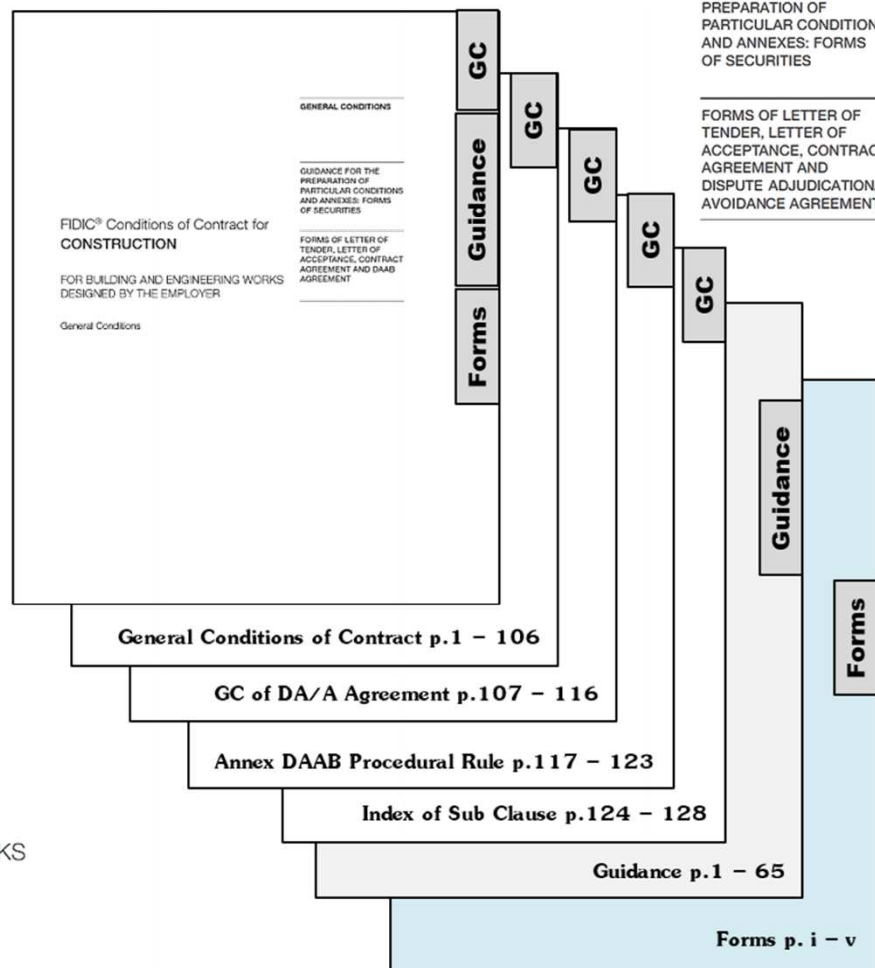 PREPARATION OF
PARTICULAR CONDITION
AND ANNEXES: FORMS
OF SECURITIES
FORMS OF LETTER OF
TENDER, LETTER OF
ACCEPTANCE, CONTRAC
AGREEMENT AND
DISPUTE ADJUDICATION
AVOIDANCE AGREEMENT
GENERAL CONDITIONS
GUIDANCE FOR THE
PREPARATION OF
PARTICULAR CONDITIONS
AND ANNEXES: FORMS
OF SECURITIES
FORMS OF LETTER OF
TENDER, LETTER OF
ACCEPTANCE, CONTRACT
AGREEMENT AND DAAB
AGREEMENT
FIDIC® Conditions of Contract for
CONSTRUCTION
FOR BUILDING AND ENGINEERING WORKS
DESIGNED BY THE EMPLOYER
General Conditions
GC
Guidance
Forms
GC
GC
GC
GC
Guidance
Forms
General Conditions of Contract p.1 – 106
GC of DA/A Agreement p.107 – 116
Annex DAAB Procedural Rule p.117 – 123
Index of Sub Clause p.124 – 128
KS
Guidance p.1 – 65
Forms p. i – v